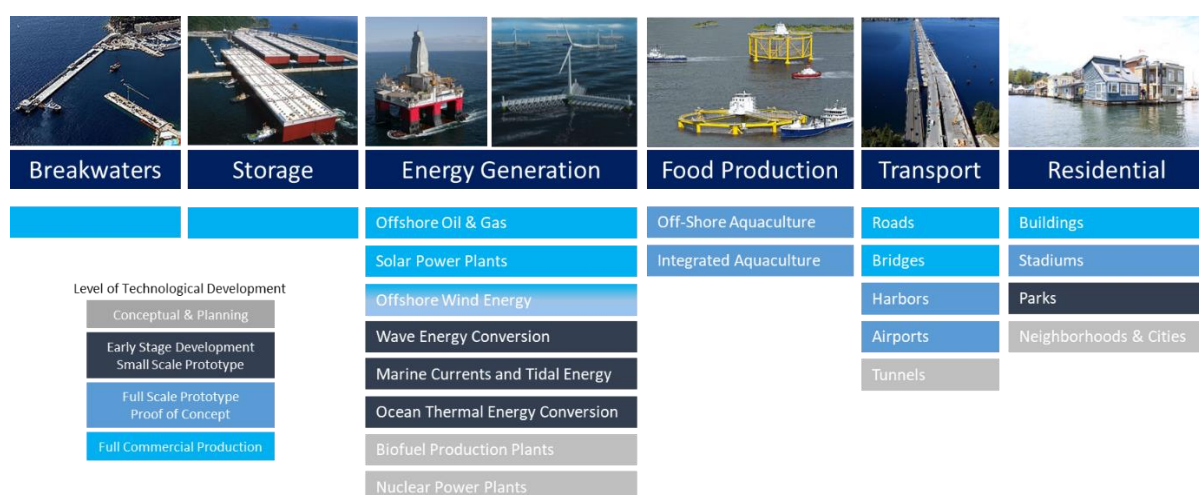 Breakwaters
Storage
Energy Generation
Food Production
Transport
Residential
Offshore Oil & Gas
Solar Power Plants
Offshore Wind Energy
Wave Energy Conversion
Marine Currents and Tidal Energy
Ocean Thermal Energy Conversion
Biofuel Production Plants
Nuclear Power Plants
Off-Shore Aquaculture
Integrated Aquaculture
Roads
Bridges
Harbors
Airports
Tunnels
Buildings
Stadiums
Parks
Neighborhoods & Cities
Level of Technological Development
Conceptual & Planning
Early Stage Development
Small Scale Prototype
Full Scale Prototype
Proof of Concept
Full Commercial Production